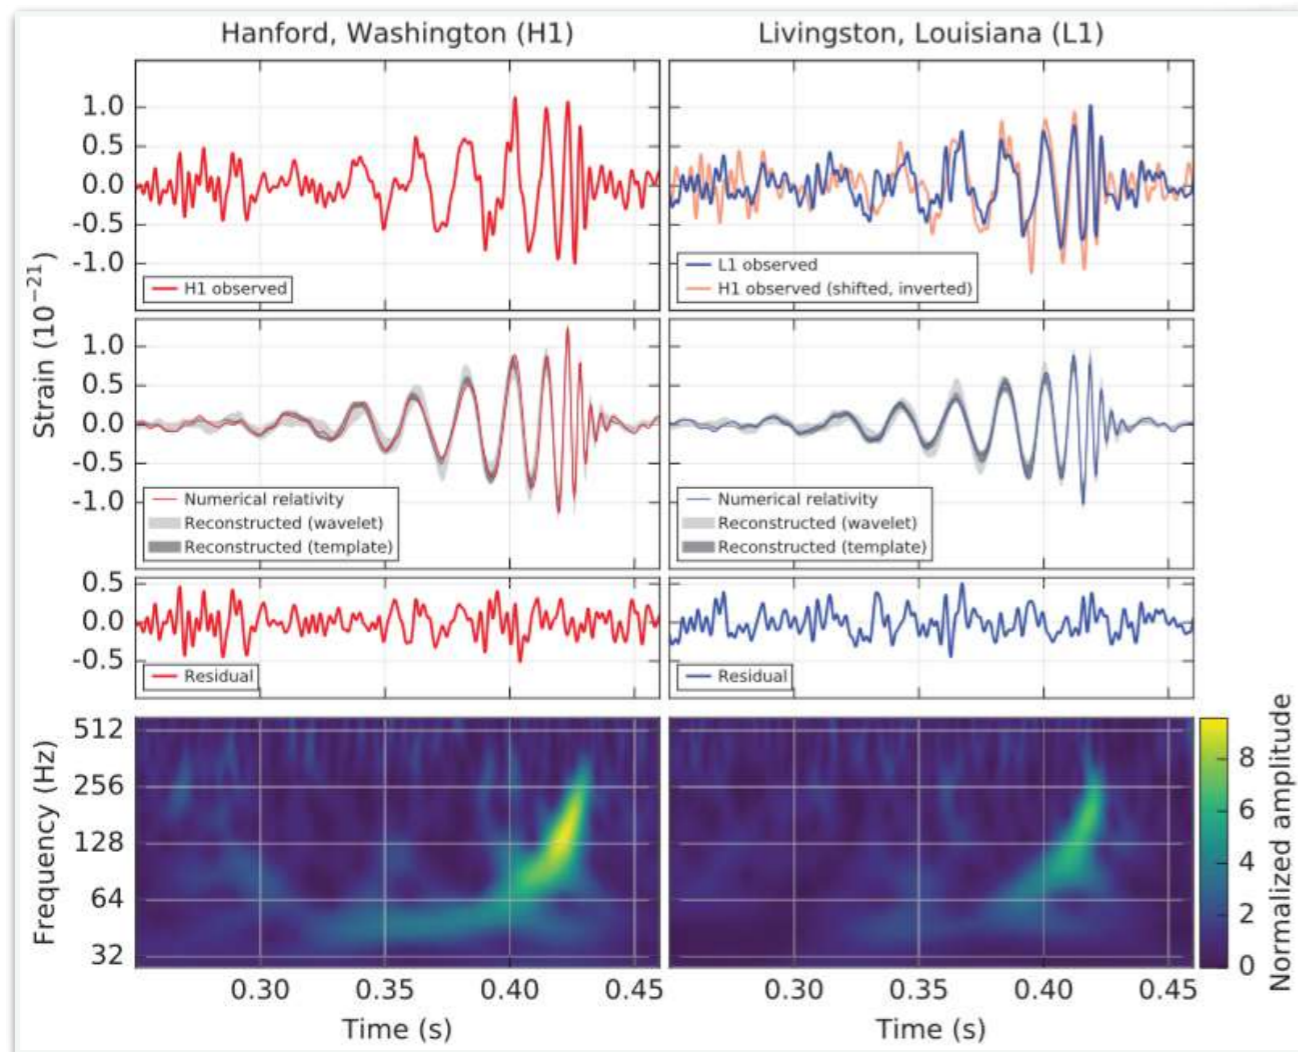 Hanford, Washington (H1)
Livingston, Louisiana (L1)
Strain (10⁻²¹)
1.0
0.5
0.0
-0.5
-1.0
H1 observed
L1 observed
H1 observed (shifted, inverted)
1.0
0.5
0.0
-0.5
-1.0
Numerical relativity
Reconstructed (wavelet)
Reconstructed (template)
Numerical relativity
Reconstructed (wavelet)
Reconstructed (template)
0.5
0.0
-0.5
Residual
Residual
Frequency (Hz)
512
256
128
64
32
Normalized amplitude
8
6
4
2
0
0.30 0.35 0.40 0.45
0.30 0.35 0.40 0.45
Time (s)
Time (s)